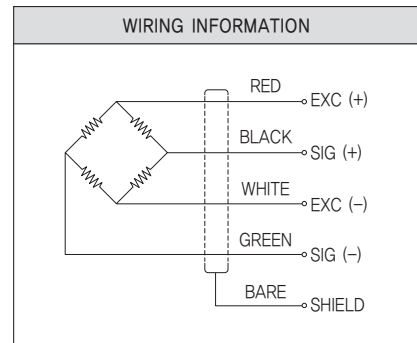 WIRING INFORMATION
RED EXC (+)
BLACK SIG (+)
WHITE EXC (−)
GREEN SIG (−)
BARE SHIELD